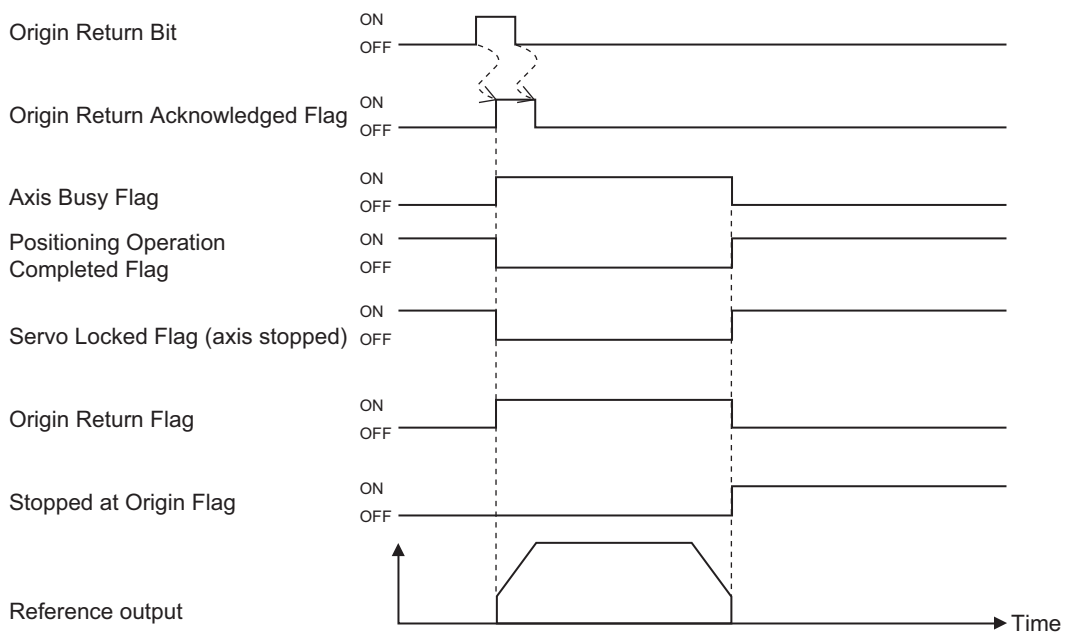 ON
Origin Return Bit
OFF
ON
Origin Return Acknowledged Flag
OFF
ON
Axis Busy Flag
OFF
Positioning Operation
Completed Flag
ON
OFF
ON
Servo Locked Flag (axis stopped)
OFF
ON
Origin Return Flag
OFF
ON
Stopped at Origin Flag
OFF
Reference output
Time